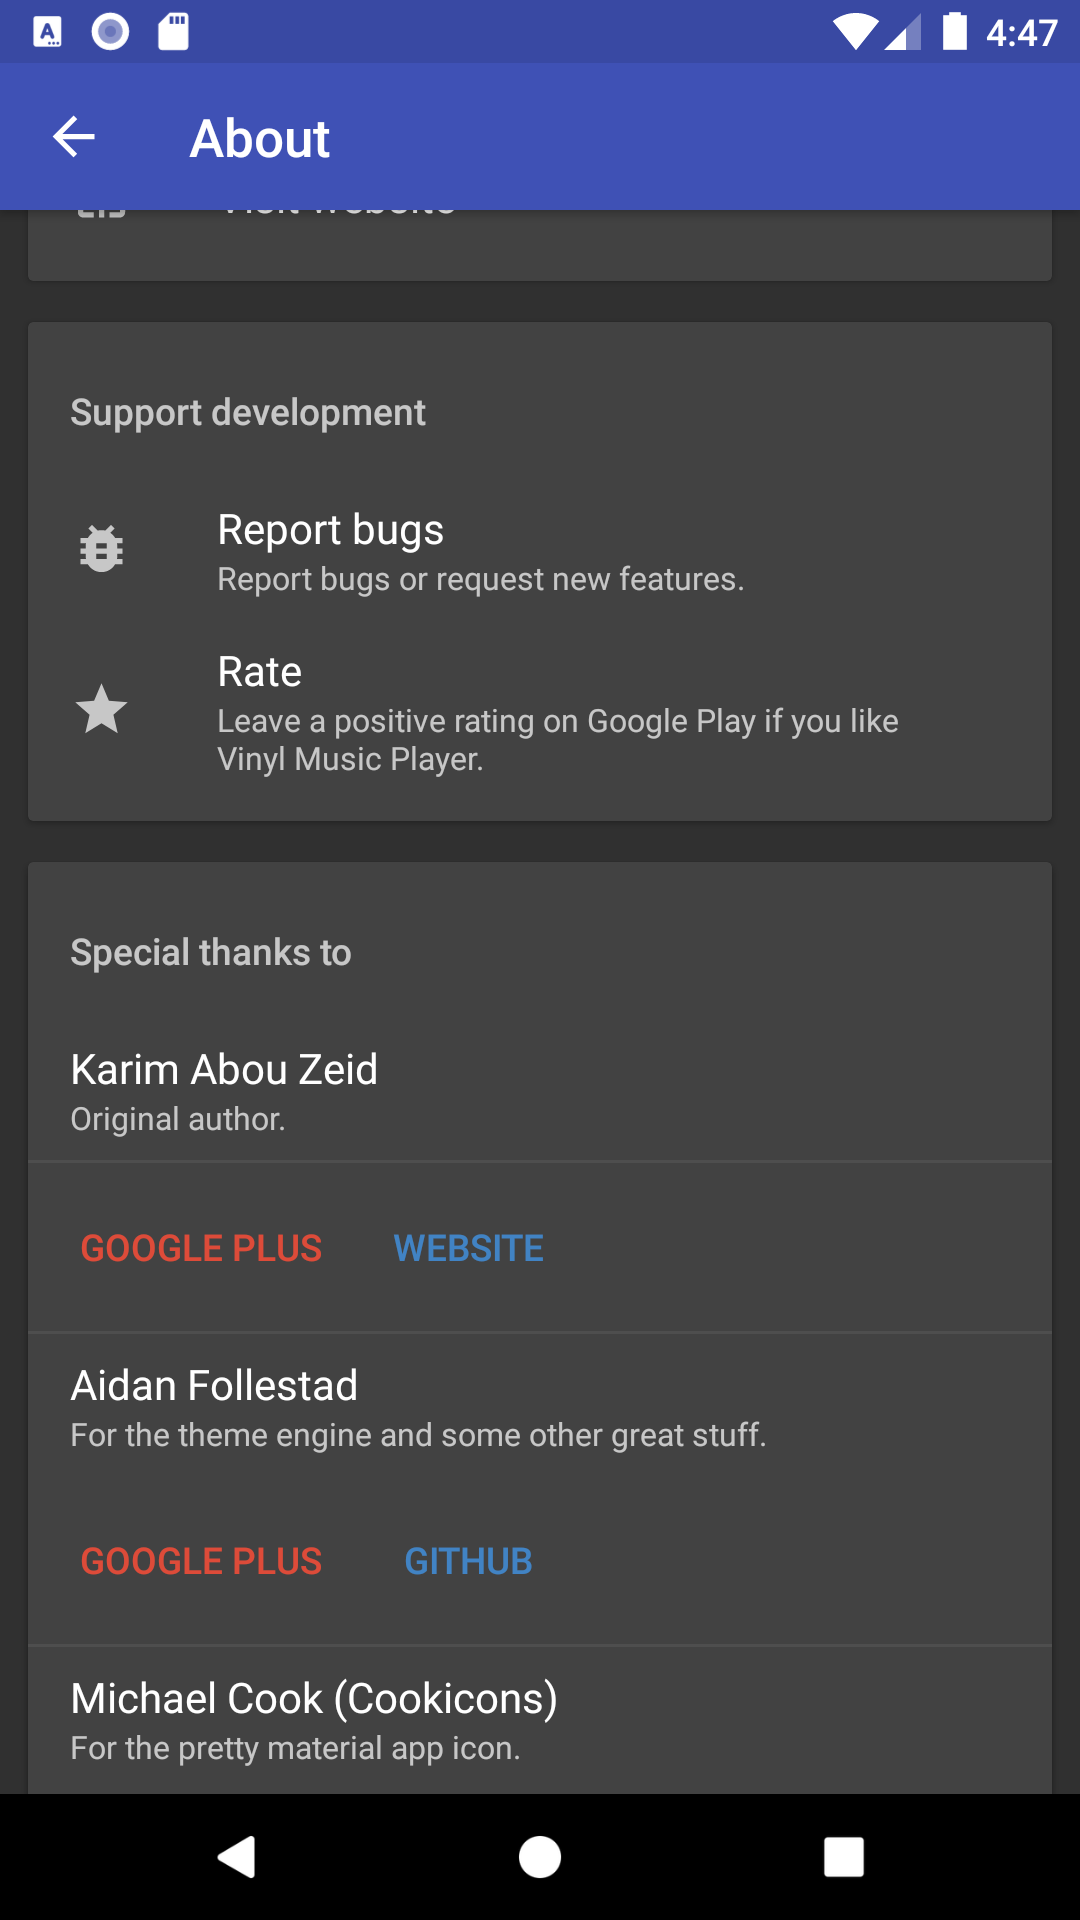 4:47
About
Visit website
Support development
Report bugs
Report bugs or request new features.
Rate
Leave a positive rating on Google Play if you like
Vinyl Music Player.
Special thanks to
Karim Abou Zeid
Original author.
GOOGLE PLUS WEBSITE
Aidan Follestad
For the theme engine and some other great stuff.
GOOGLE PLUS GITHUB
Michael Cook (Cookicons)
For the pretty material app icon.